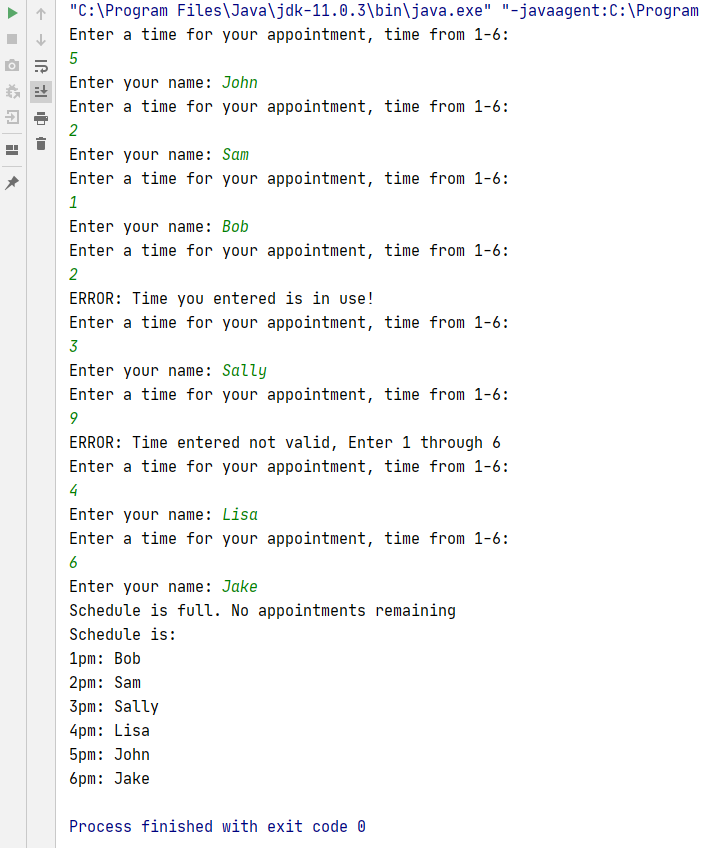 "C:\Program Files\Java\jdk-11.0.3\bin\java.exe" "-javaagent:C:\Program
Enter a time for your appointment, time from 1-6:
5
Enter your name: John
Enter a time for your appointment, time from 1-6:
2
Enter your name: Sam
Enter a time for your appointment, time from 1-6:
1
Enter your name: Bob
Enter a time for your appointment, time from 1-6:
2
ERROR: Time you entered is in use!
Enter a time for your appointment, time from 1-6:
3
Enter your name: Sally
Enter a time for your appointment, time from 1-6:
9
ERROR: Time entered not valid, Enter 1 through 6
Enter a time for your appointment, time from 1-6:
4
Enter your name: Lisa
Enter a time for your appointment, time from 1-6:
6
Enter your name: Jake
Schedule is full. No appointments remaining
Schedule is:
1pm: Bob
2pm: Sam
3pm: Sally
4pm: Lisa
5pm: John
6pm: Jake
Process finished with exit code 0